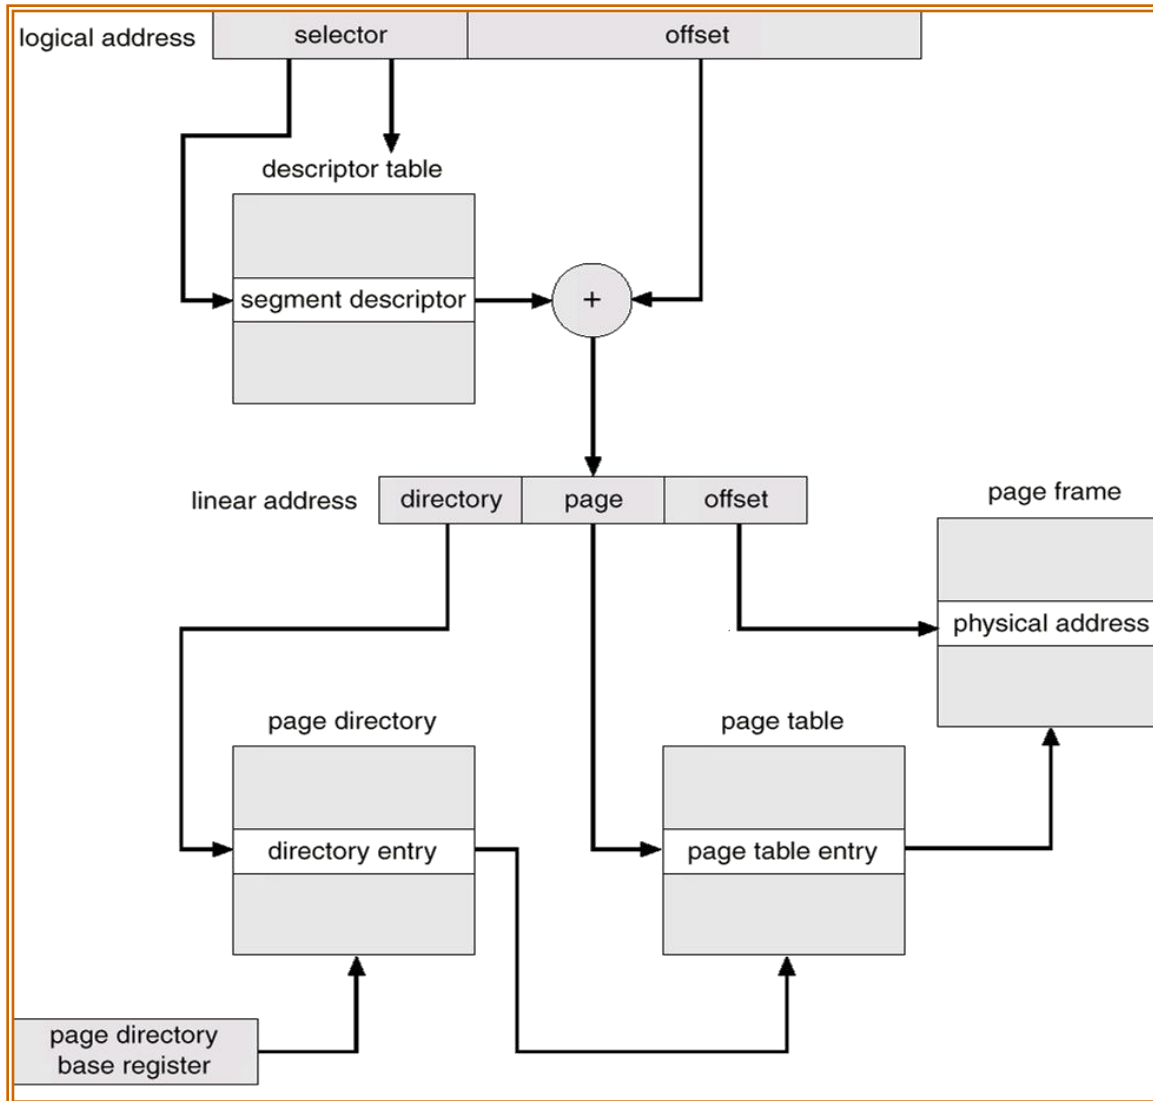 logical address
selector
offset
descriptor table
segment descriptor
+
linear address
directory
page
offset
page frame
physical address
page directory
page table
directory entry
page table entry
page directory
base register